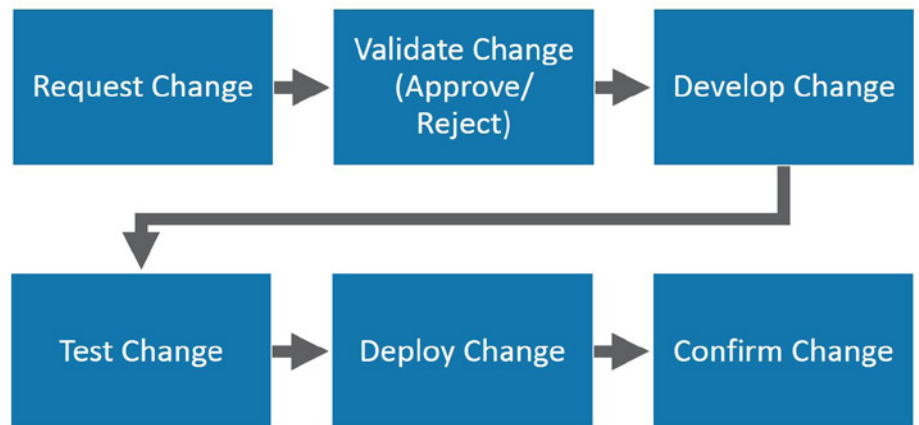 Request Change
Validate Change
(Approve/
Reject)
Develop Change
Test Change
Deploy Change
Confirm Change